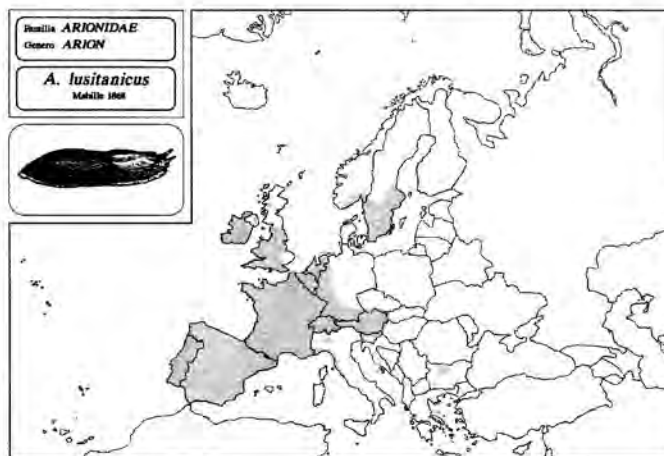 Familia ARIONIDAE
Genero ARION
A. lusitanicus
Mabille 1868